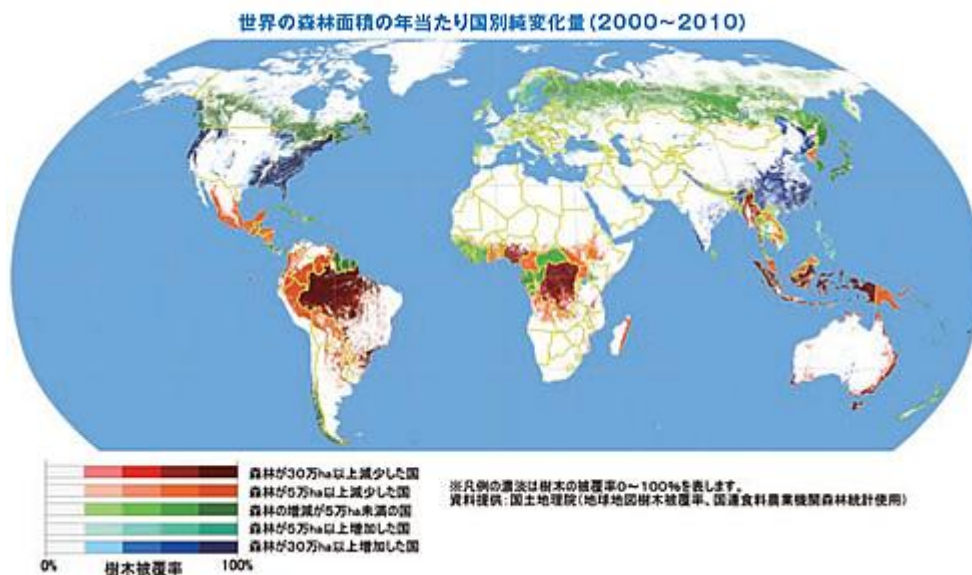 世界の森林面積の年当たり国別純変化量(2000～2010)
森林が30万ha以上減少した国
森林が5万ha以上減少した国
森林の増減が5万ha未満の国
森林が5万ha以上増加した国
森林が30万ha以上増加した国
0%
樹木被覆率
100%
※凡例の濃淡は樹木の被覆率0～100%を表します。
資料提供：国土地理院(地球地図樹木被覆率、国連食料農業機関森林統計使用)